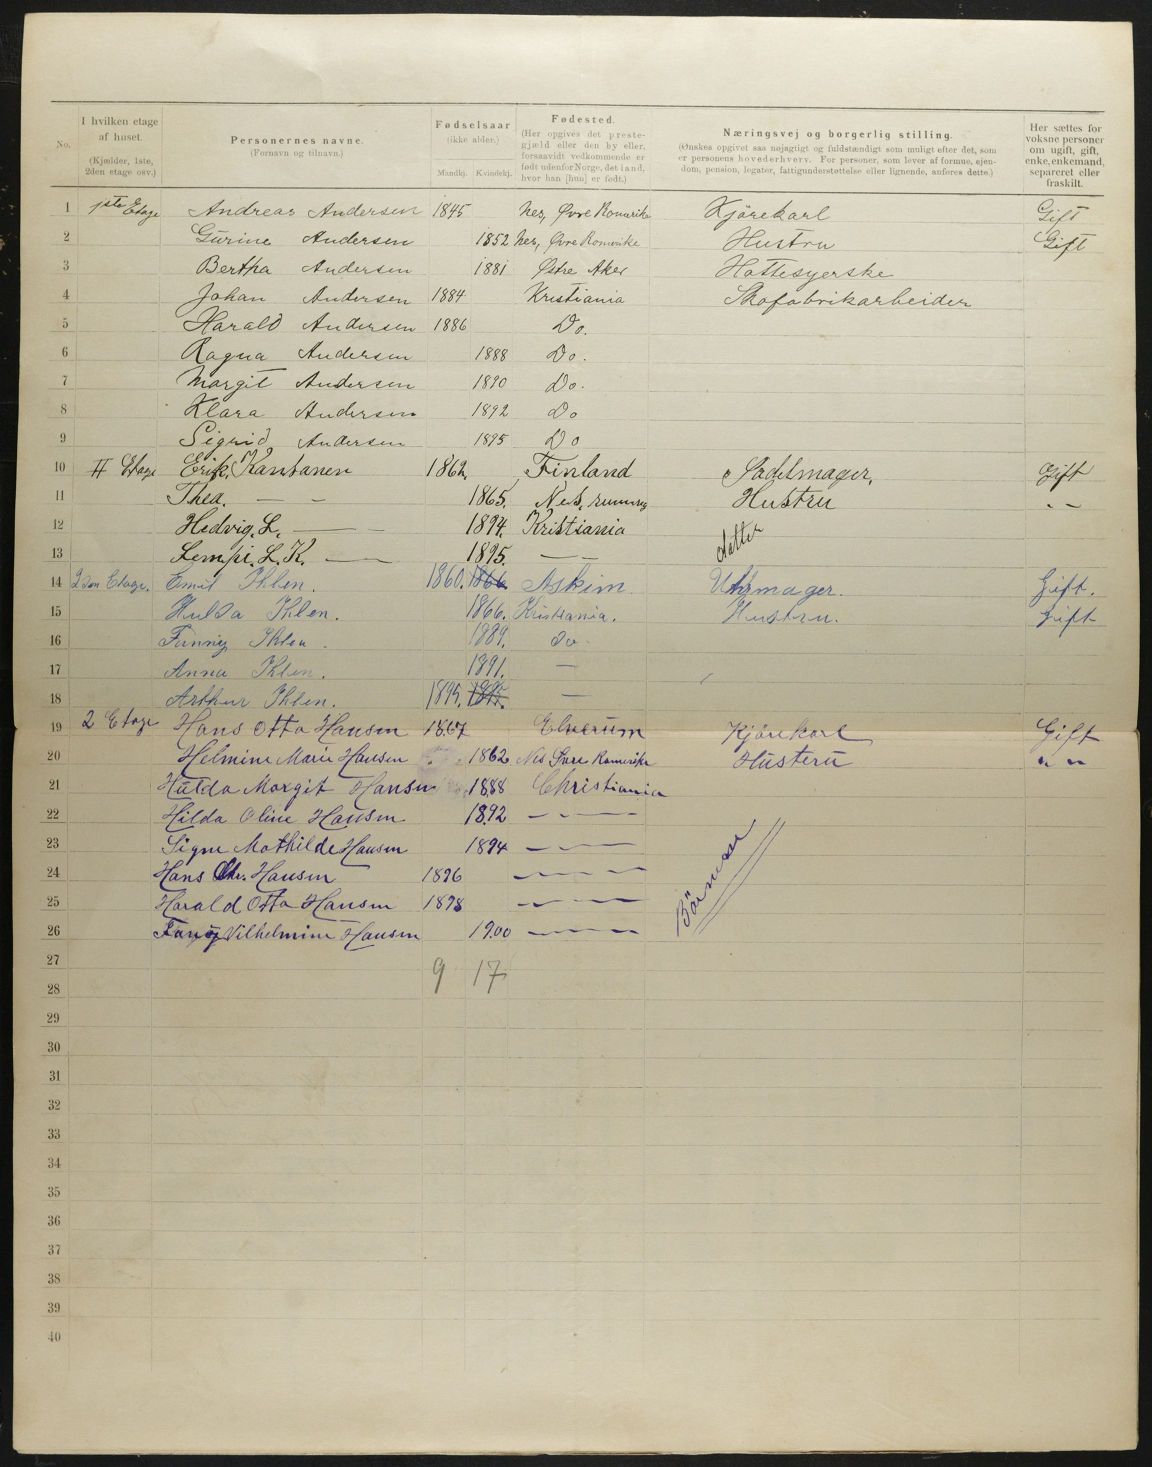 No. | I hvilken etage af huset. (Kjælder, 1ste, 2den etage osv.) | Personernes navne. (Fornavn og tilnavn.) | Fødselsaar (ikke alder.) Mandkj. Kvindekj. | Fødested. (Her opgives det prestegjæld eller den by eller, forsaavidt vedkommende er født udenfor Norge, det land, hvor han [hun] er født.) | Næringsvej og borgerlig stilling. (Ønskes opgivet saa nøjagtigt og fuldstændigt som muligt efter det, som er personens hovederhverv. For personer, som lever af formue, ejendom, pension, legater, fattigunderstøttelse eller lignende, anføres dette.) | Her sættes for voksne personer om ugift, gift, enke, enkemand, separeret eller fraskilt.
1 1ste Etage Andreas Andersen 1845 Nes, Øvre Romerike Kjörekarl Gift
2 Gurine Andersen 1852 Nes, Øvre Romerike Hustru Gift
3 Bertha Andersen 1881 Østre Aker Hattesyerske
4 Johan Andersen 1884 Kristiania Skofabrikarbeider
5 Harald Andersen 1886 Do.
6 Ragna Andersen 1888 Do.
7 Margit Andersen 1890 Do.
8 Klara Andersen 1892 Do
9 Sigrid Andersen 1895 Do
10 II Etage Erik. Kantanen 1862. Finland Sadelmager, Gift
11 Thea. — - 1865. Nes, Hustru - -
12 Hedvig. L. — - 1894. Kristiania datter
13 Lempi. L. K. — 1895. — —
14 2den Etage. Emil Ihlen. 1860. 1866. Askim. Uhrmager. Gift.
15 Hulda Ihlen. 1866. Kristiania. Hustru. Gift
16 Fanny Ihlen. 1889. do
17 Anna Ihlen. 1891. —
18 Arthur Ihlen. 1895. 1895. —
19 2 Etage Hans Otto Hansen 1867 Elverum Kjörekarl Gift
20 Helmine Marie Hansen 1862 Nes Øvre Romerike Husteru " "
21 Hulda Margit Hansen 1888 Christiania
22 Hilda Oline Hansen 1892 — — —
23 Signe Mathilde Hansen 1894 — — —
24 Hans Chr. Hansen 1896 — — —
25 Harald Otto Hansen 1898 — — — Börnene
26 Fanny Vilhelmine Hansen 1900 — — —
27
9 17
28
29
30
31
32
33
34
35
36
37
38
39
40